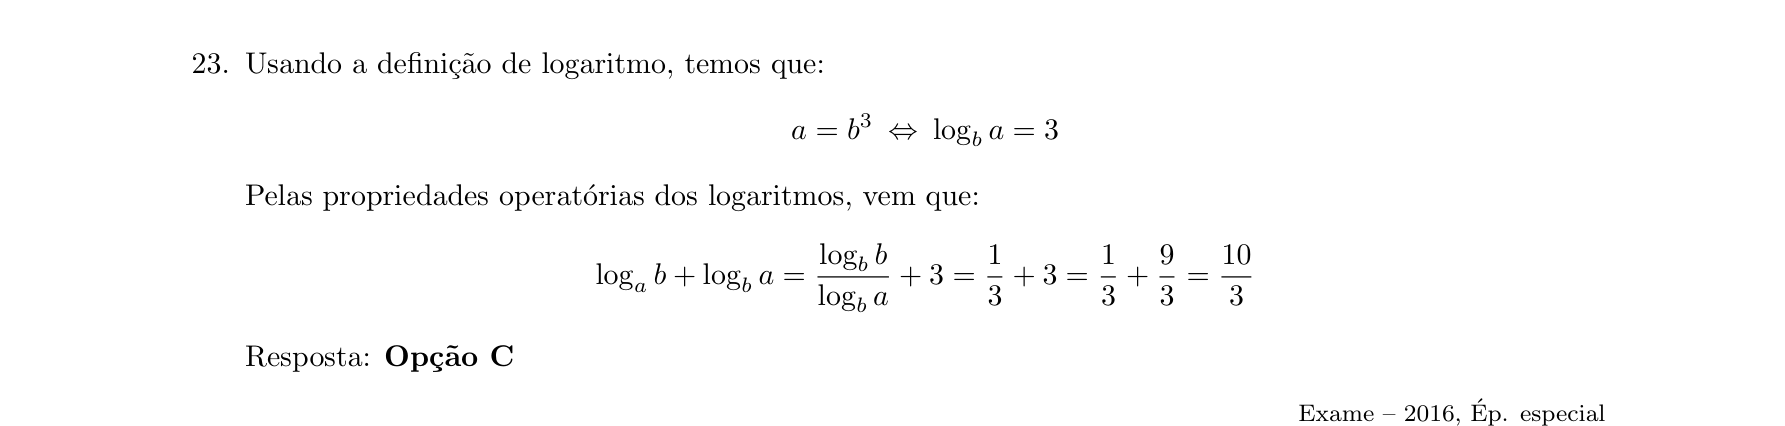 23. Usando a definição de logaritmo, temos que:
a = b³ ⇔ log_b a = 3
Pelas propriedades operatórias dos logaritmos, vem que:
log_a b + log_b a = \frac{log_b b}{log_b a} + 3 = \frac{1}{3} + 3 = \frac{1}{3} + \frac{9}{3} = \frac{10}{3}
Resposta: Opção C
Exame – 2016, Ép. especial